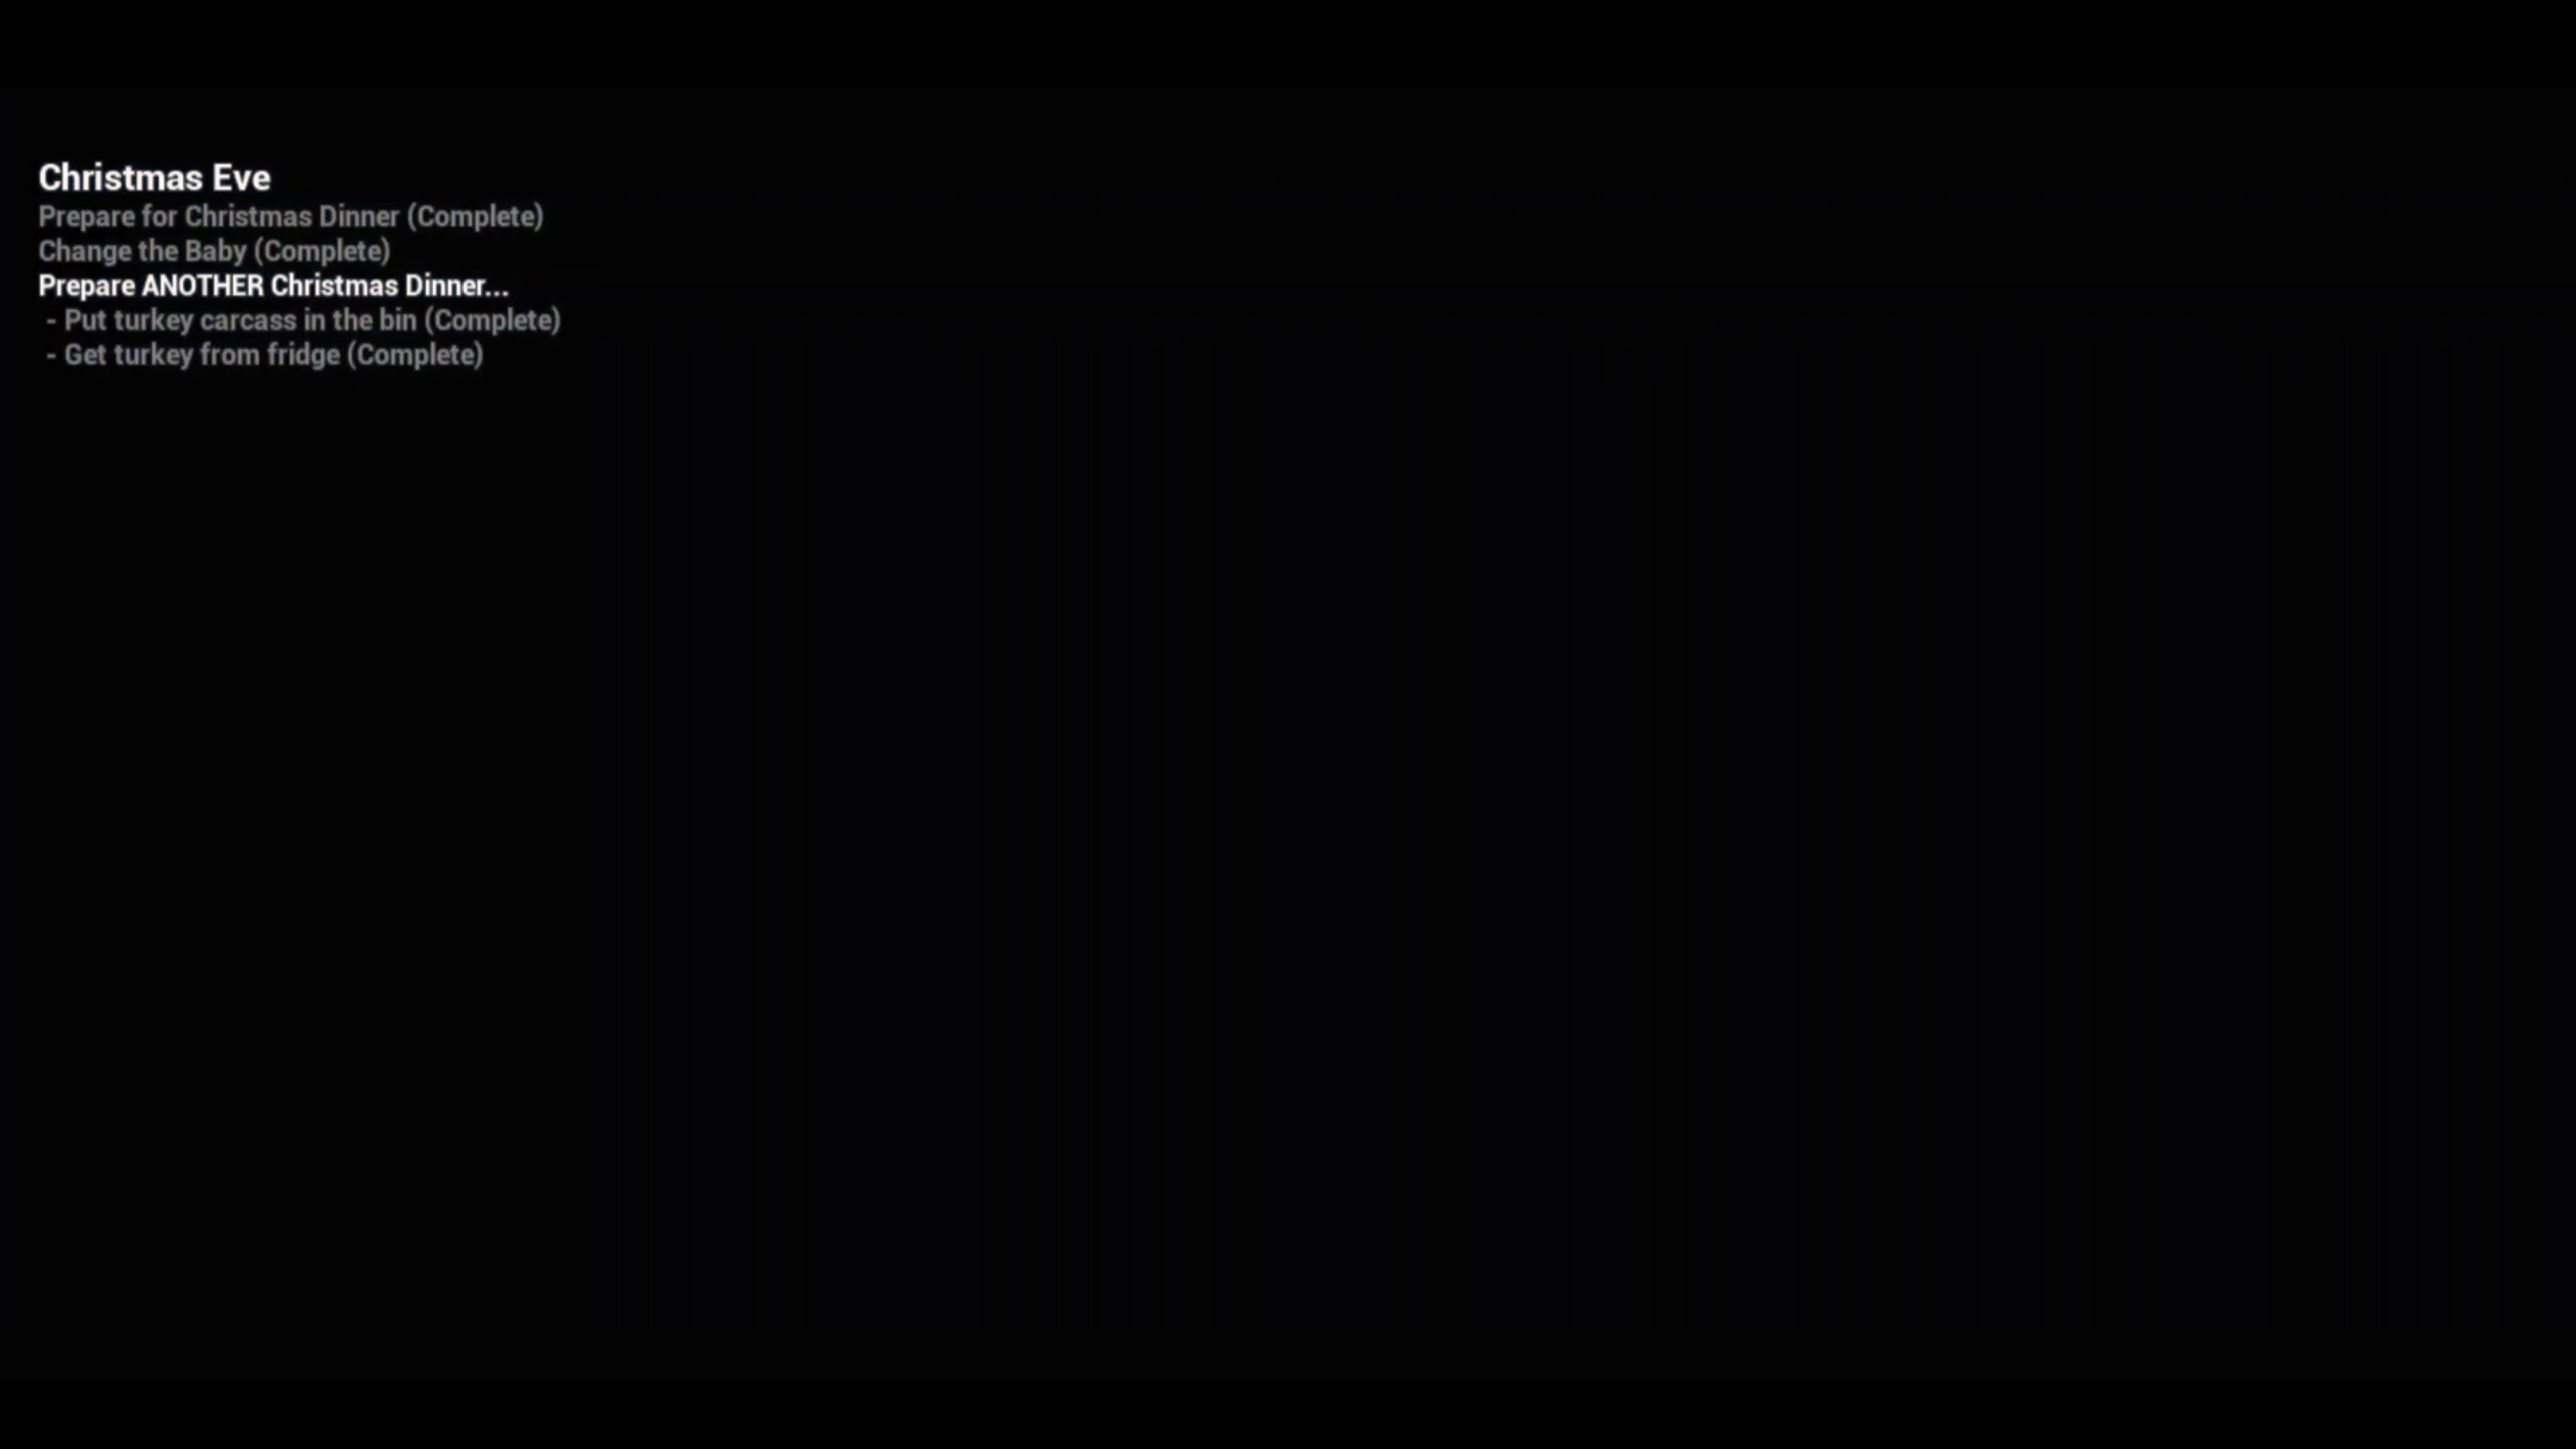 Christmas Eve
Prepare for Christmas Dinner (Complete)
Change the Baby (Complete)
Prepare ANOTHER Christmas Dinner...
- Put turkey carcass in the bin (Complete)
- Get turkey from fridge (Complete)